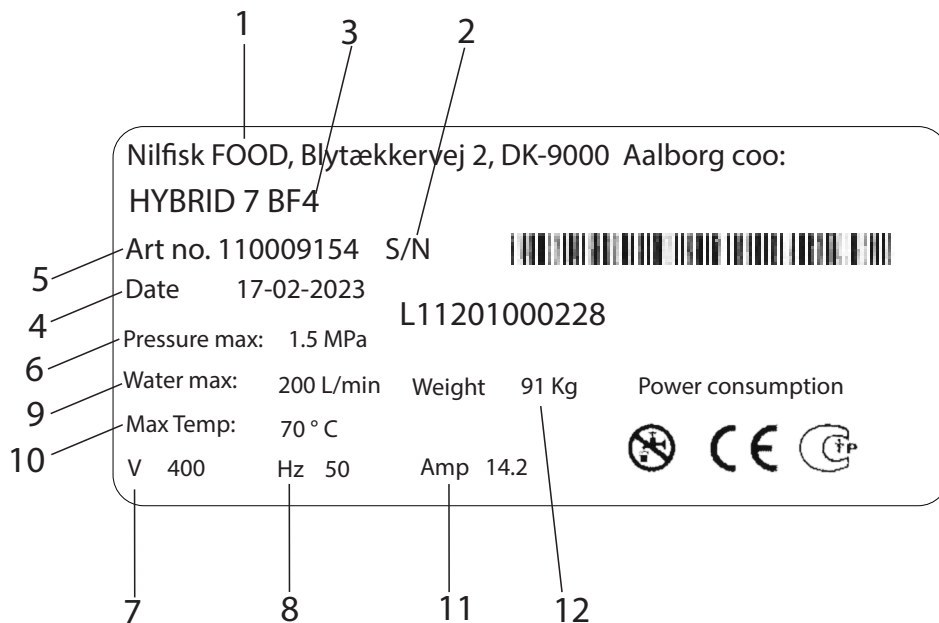 1
3
2
Nilfisk FOOD, Blytækkervej 2, DK-9000 Aalborg coo:
HYBRID 7 BF4
Art no. 110009154 S/N
5
Date 17-02-2023
4
L11201000228
Pressure max: 1.5 MPa
6
Water max: 200 L/min Weight 91 Kg Power consumption
9
Max Temp: 70 ° C
10
V 400 Hz 50 Amp 14.2
CE
7
8
11
12